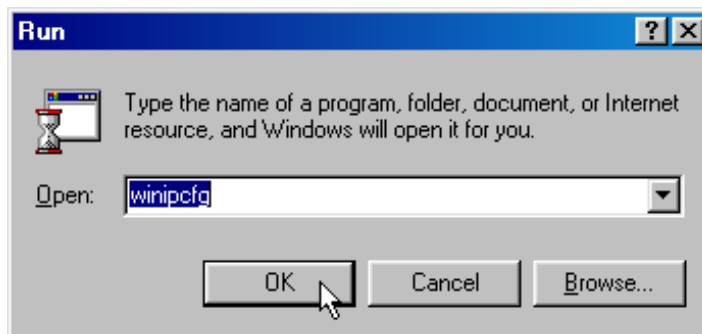 Run
Type the name of a program, folder, document, or Internet
resource, and Windows will open it for you.
Open: winipcfg
OK Cancel Browse...